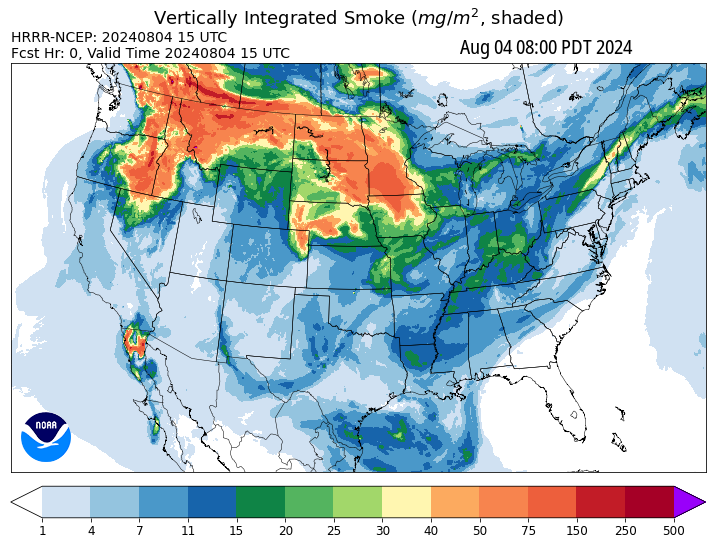 Vertically Integrated Smoke (mg/m², shaded)
HRRR-NCEP: 20240804 15 UTC
Fcst Hr: 0, Valid Time 20240804 15 UTC
Aug 04 08:00 PDT 2024
NOAA
1 4 7 11 15 20 25 30 40 50 75 150 250 500